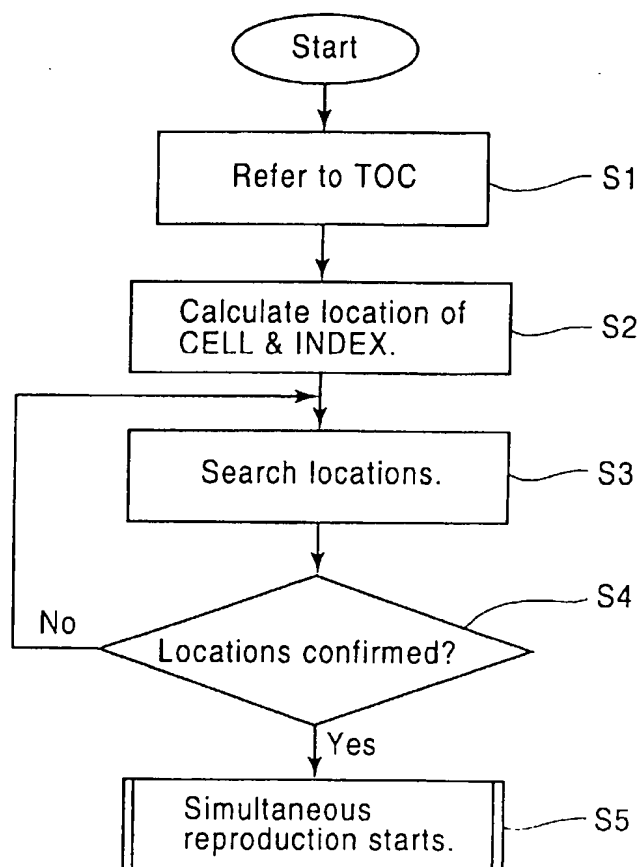 Start
Refer to TOC
S1
Calculate location of
CELL & INDEX.
S2
Search locations.
S3
S4
No
Locations confirmed?
Yes
Simultaneous
reproduction starts.
S5